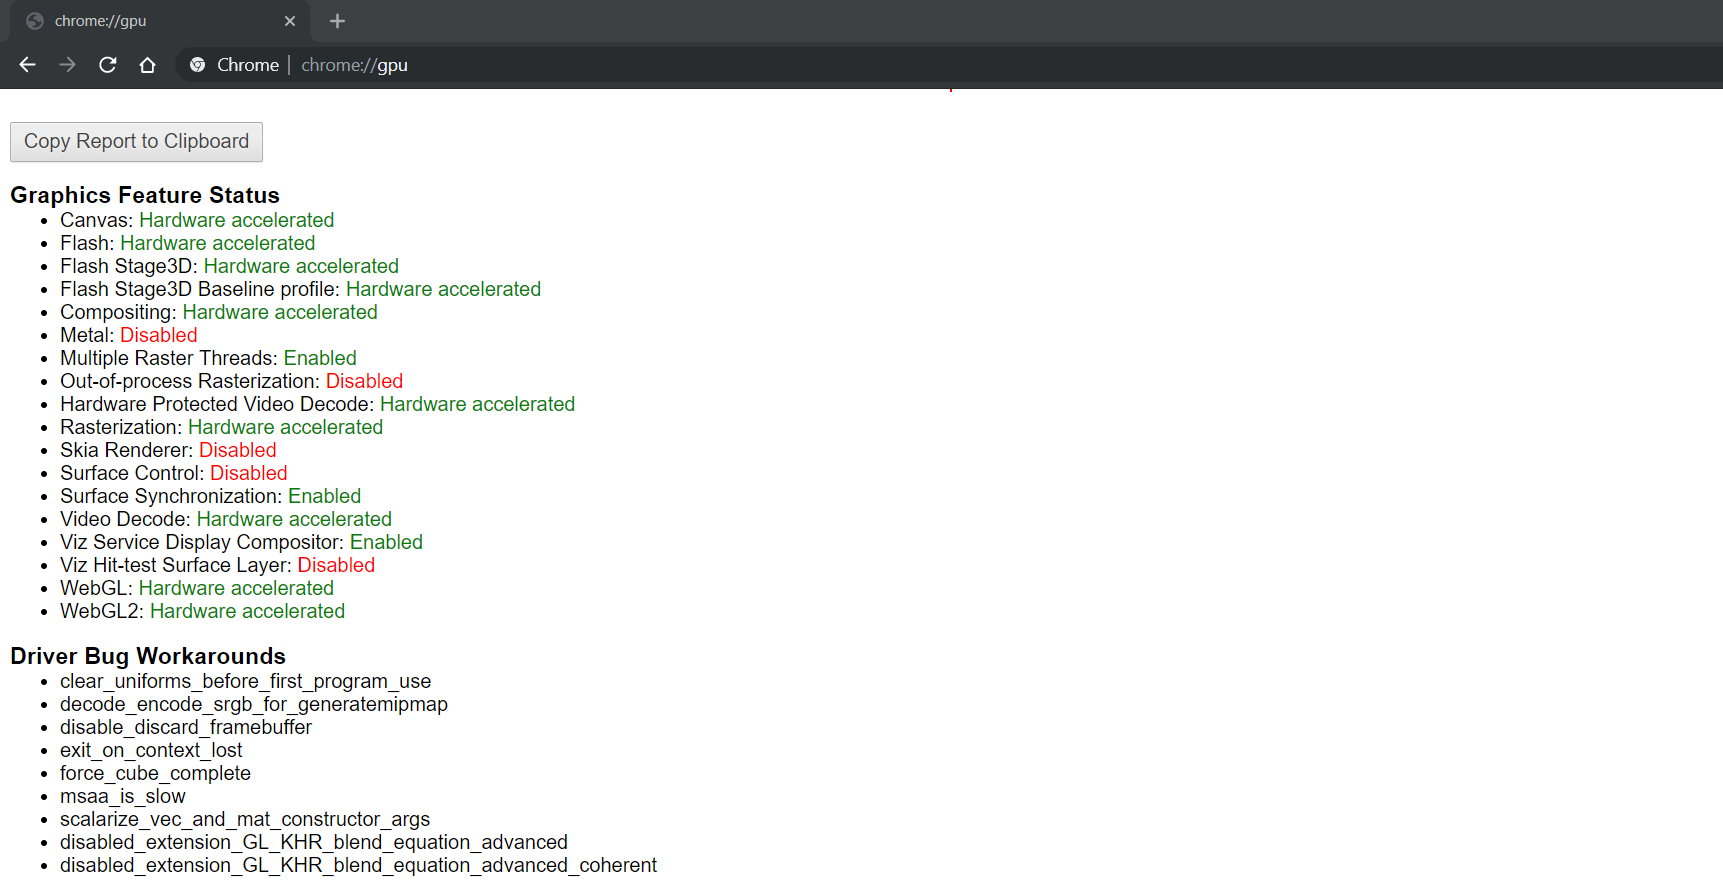 chrome://gpu
Chrome | chrome://gpu
Copy Report to Clipboard
Graphics Feature Status
Canvas: Hardware accelerated
Flash: Hardware accelerated
Flash Stage3D: Hardware accelerated
Flash Stage3D Baseline profile: Hardware accelerated
Compositing: Hardware accelerated
Metal: Disabled
Multiple Raster Threads: Enabled
Out-of-process Rasterization: Disabled
Hardware Protected Video Decode: Hardware accelerated
Rasterization: Hardware accelerated
Skia Renderer: Disabled
Surface Control: Disabled
Surface Synchronization: Enabled
Video Decode: Hardware accelerated
Viz Service Display Compositor: Enabled
Viz Hit-test Surface Layer: Disabled
WebGL: Hardware accelerated
WebGL2: Hardware accelerated
Driver Bug Workarounds
clear_uniforms_before_first_program_use
decode_encode_srgb_for_generatemipmap
disable_discard_framebuffer
exit_on_context_lost
force_cube_complete
msaa_is_slow
scalarize_vec_and_mat_constructor_args
disabled_extension_GL_KHR_blend_equation_advanced
disabled_extension_GL_KHR_blend_equation_advanced_coherent